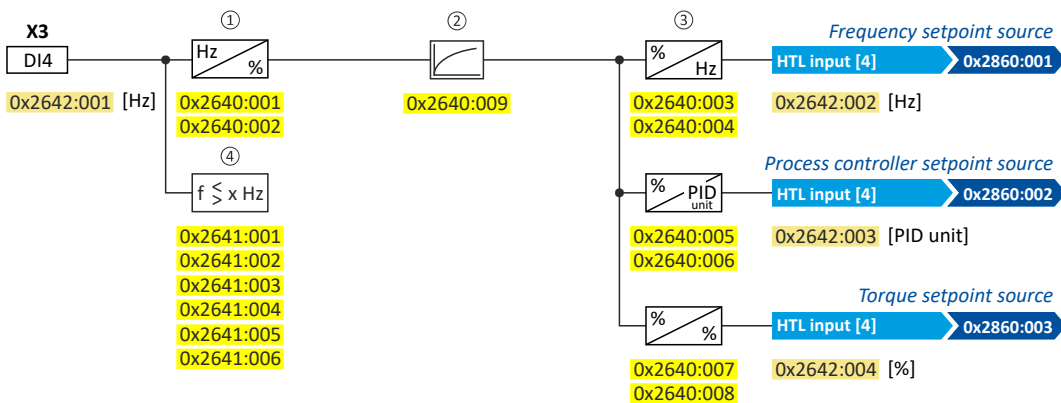 ① ② ③ Frequency setpoint source
X3
DI4 Hz % % Hz HTL input [4] 0x2860:001
0x2642:001 [Hz] 0x2640:001 0x2640:009 0x2640:003 0x2642:002 [Hz]
0x2640:002 0x2640:004
④ Process controller setpoint source
f ≶ x Hz % PID unit HTL input [4] 0x2860:002
0x2641:001 0x2640:005 0x2642:003 [PID unit]
0x2641:002 0x2640:006
0x2641:003 Torque setpoint source
0x2641:004
0x2641:005 % % HTL input [4] 0x2860:003
0x2641:006 0x2640:007 0x2642:004 [%]
0x2640:008